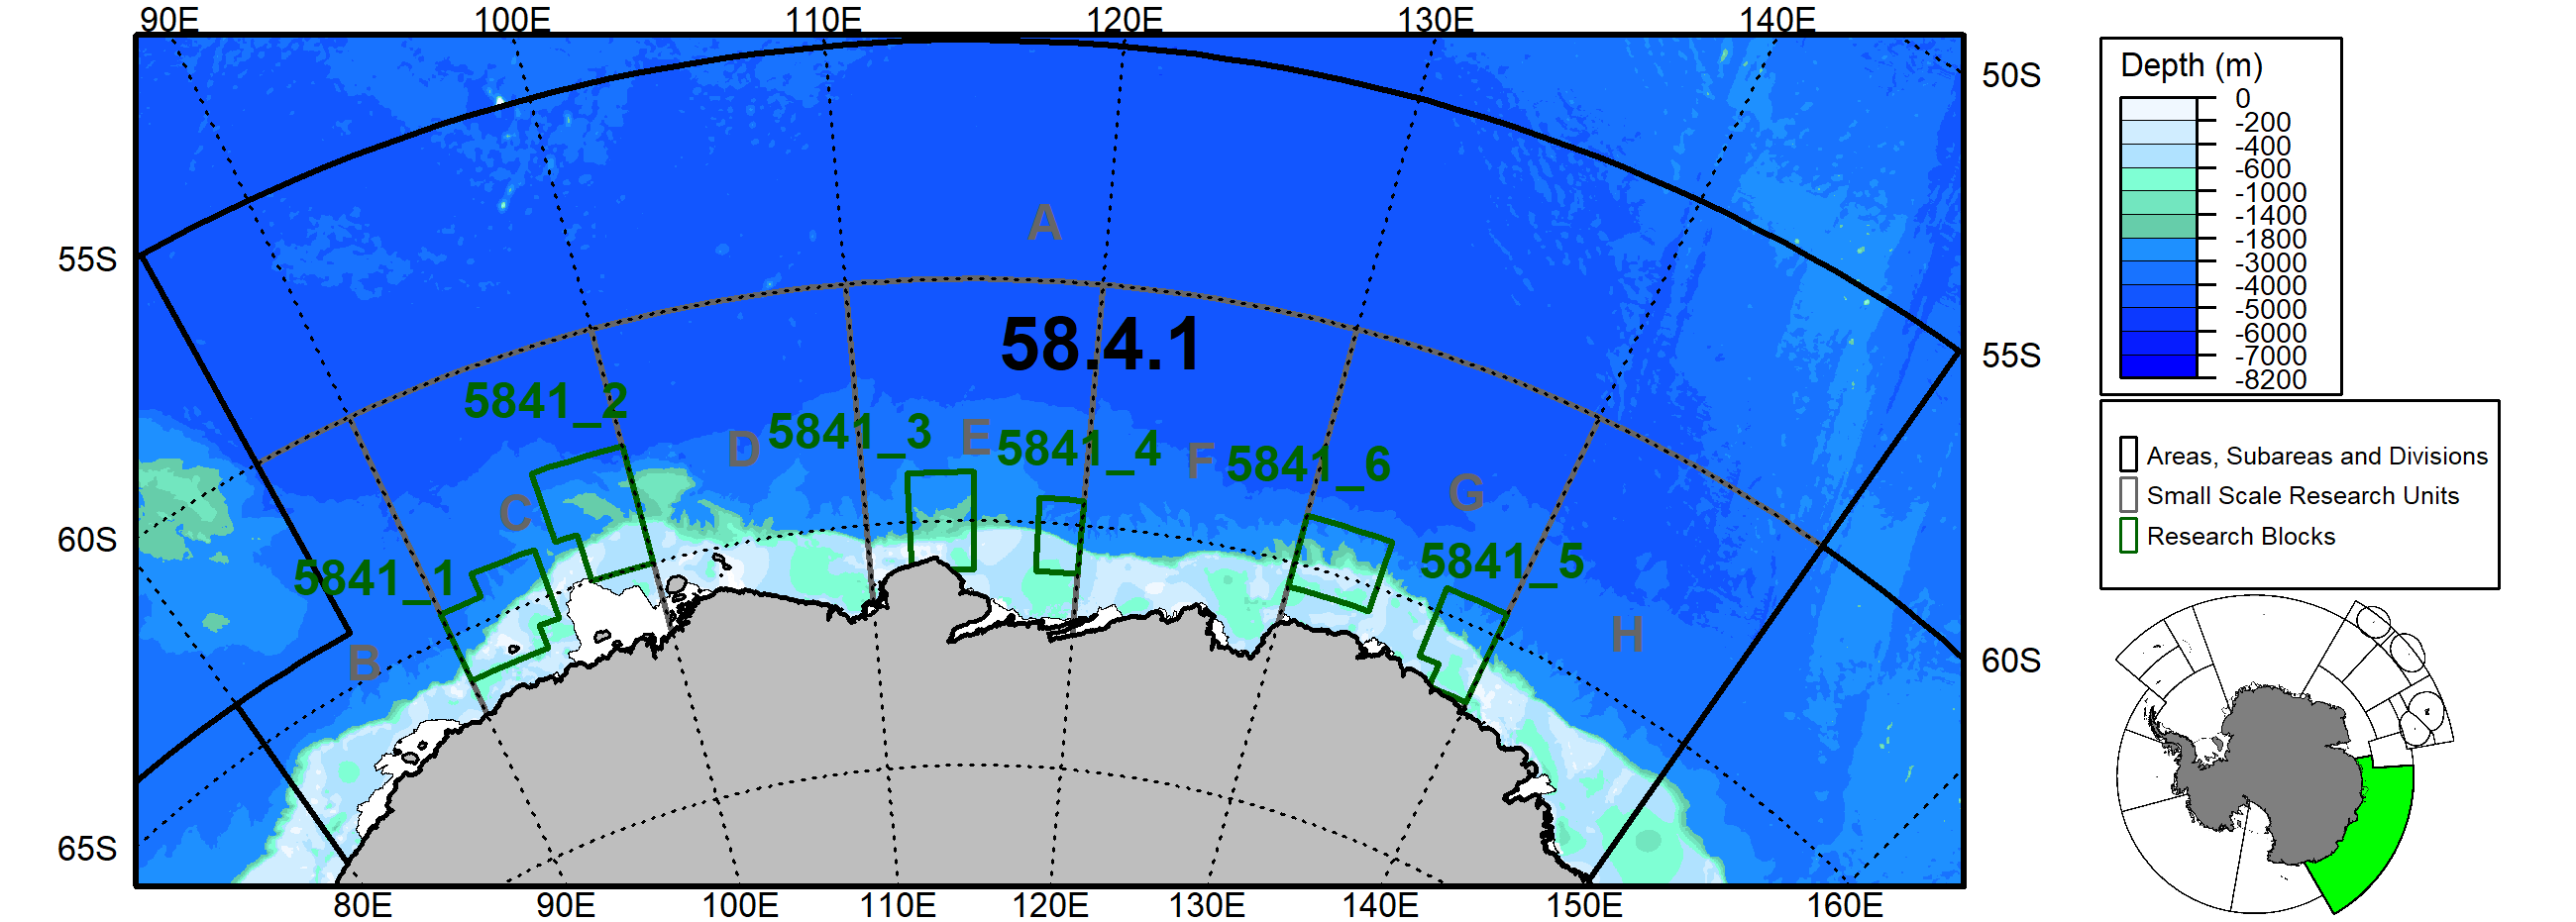 90E 100E 110E 120E 130E 140E
50S
55S
60S
65S
55S
60S
80E 90E 100E 110E 120E 130E 140E 150E 160E
A
58.4.1
5841_2
D
5841_3
E
5841_4
F
5841_6
G
C
5841_1
5841_5
B
H
Depth (m)
0
-200
-400
-600
-1000
-1400
-1800
-3000
-4000
-5000
-6000
-7000
-8200
Areas, Subareas and Divisions
Small Scale Research Units
Research Blocks